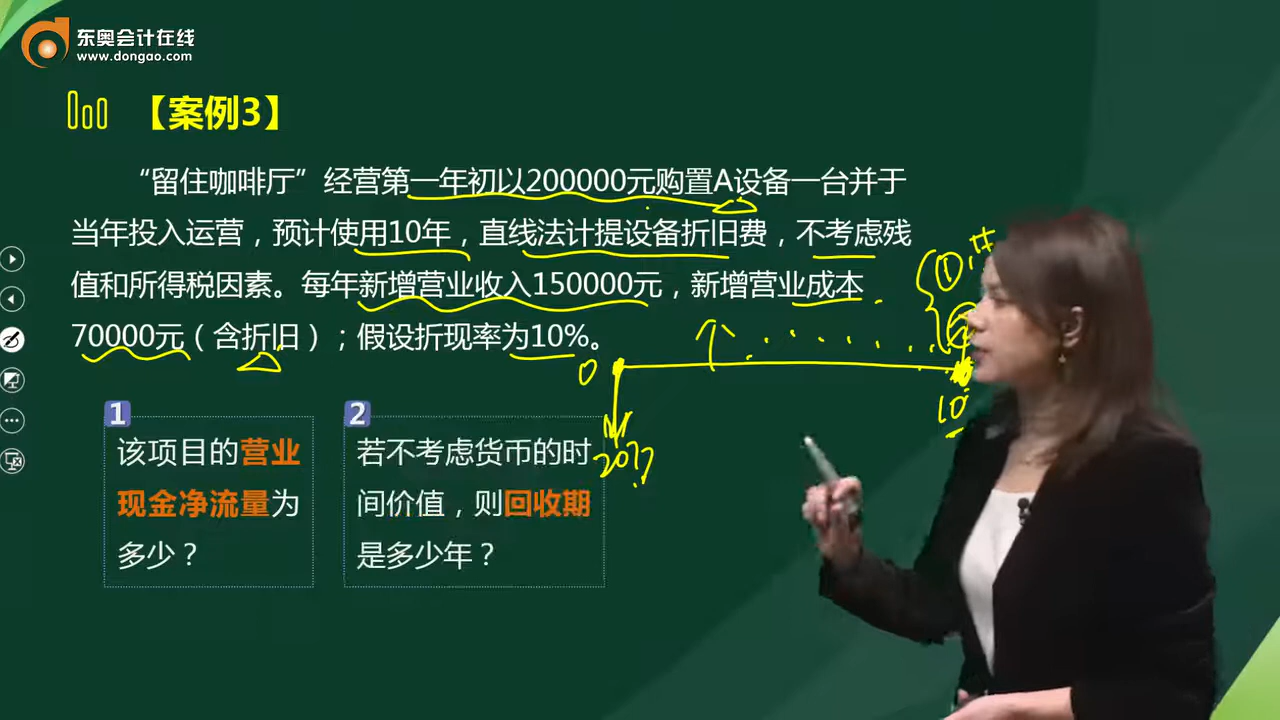 东奥会计在线
www.dongao.com
【案例3】
“留住咖啡厅”经营第一年初以200000元购置A设备一台并于
当年投入运营，预计使用10年，直线法计提设备折旧费，不考虑残
值和所得税因素。每年新增营业收入150000元，新增营业成本
70000元（含折旧）；假设折现率为10%。
0
10
1
该项目的营业
现金净流量为
多少？
2
若不考虑货币的时
间价值，则回收期
是多少年？